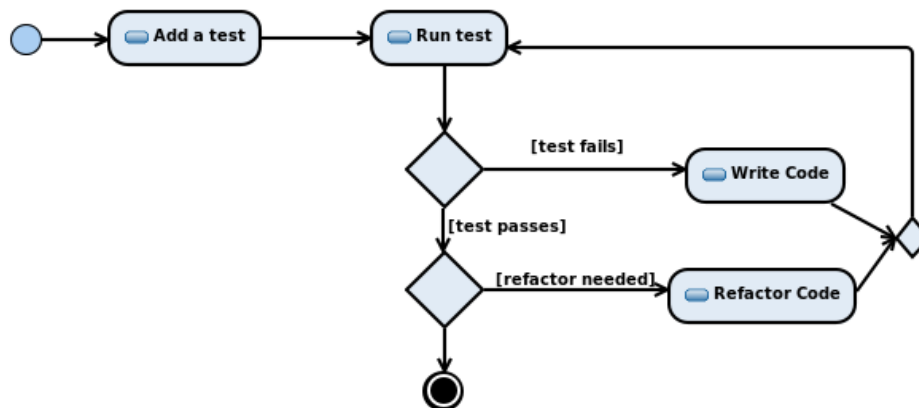 Add a test
Run test
[test fails]
Write Code
[test passes]
[refactor needed]
Refactor Code